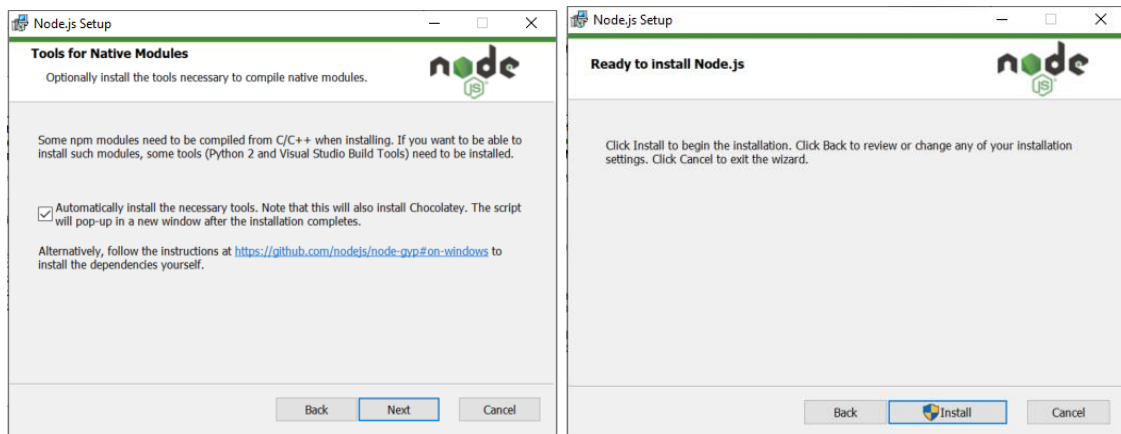 Node.js Setup
Tools for Native Modules
Optionally install the tools necessary to compile native modules.
node
JS
Some npm modules need to be compiled from C/C++ when installing. If you want to be able to
install such modules, some tools (Python 2 and Visual Studio Build Tools) need to be installed.
Automatically install the necessary tools. Note that this will also install Chocolatey. The script
will pop-up in a new window after the installation completes.
Alternatively, follow the instructions at https://github.com/nodejs/node-gyp#on-windows to
install the dependencies yourself.
Back Next Cancel
Node.js Setup
Ready to install Node.js
node
JS
Click Install to begin the installation. Click Back to review or change any of your installation
settings. Click Cancel to exit the wizard.
Back Install Cancel